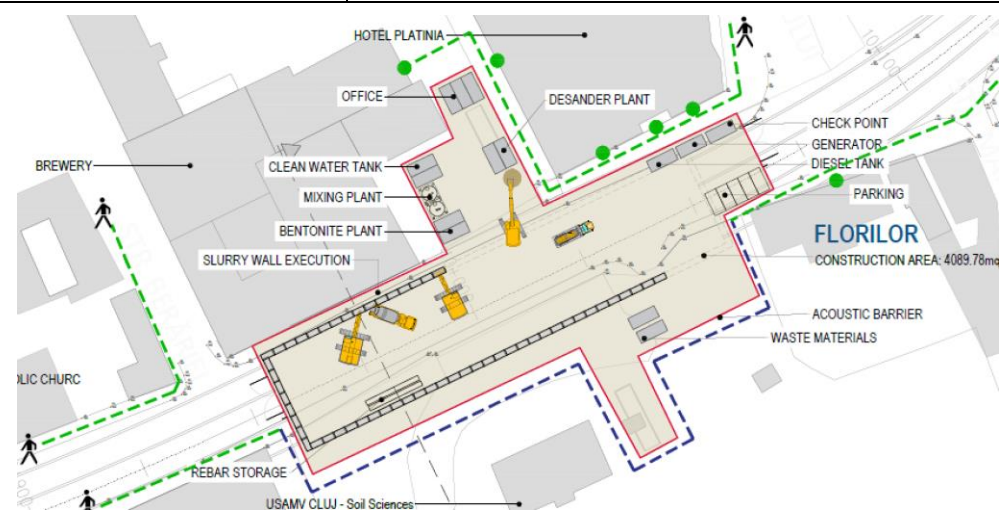 HOTEL PLATINIA
OFFICE
DESANDER PLANT
CHECK POINT
GENERATOR
DIESEL TANK
BREWERY
CLEAN WATER TANK
MIXING PLANT
PARKING
BENTONITE PLANT
FLORILOR
SLURRY WALL EXECUTION
CONSTRUCTION AREA: 4089.78mq
ACOUSTIC BARRIER
WASTE MATERIALS
OLIC CHURC
REBAR STORAGE
USAMV CLUJ - Soil Sciences